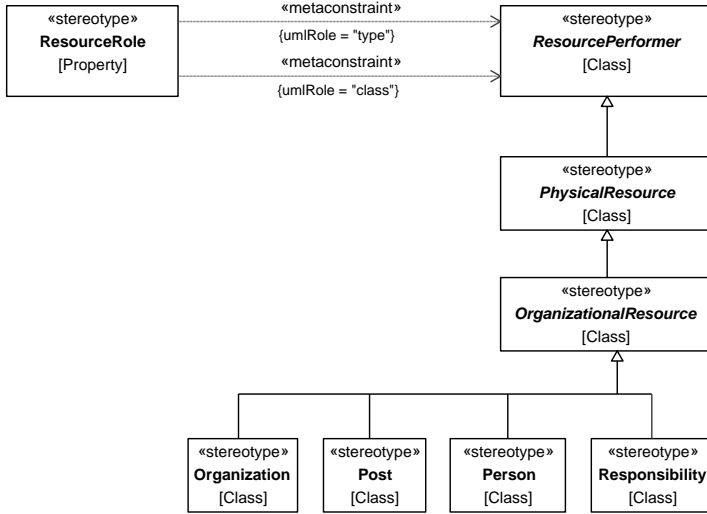 «stereotype»
ResourceRole
[Property]
«metaconstraint»
{umlRole = "type"}
«metaconstraint»
{umlRole = "class"}
«stereotype»
ResourcePerformer
[Class]
«stereotype»
PhysicalResource
[Class]
«stereotype»
OrganizationalResource
[Class]
«stereotype»
Organization
[Class]
«stereotype»
Post
[Class]
«stereotype»
Person
[Class]
«stereotype»
Responsibility
[Class]